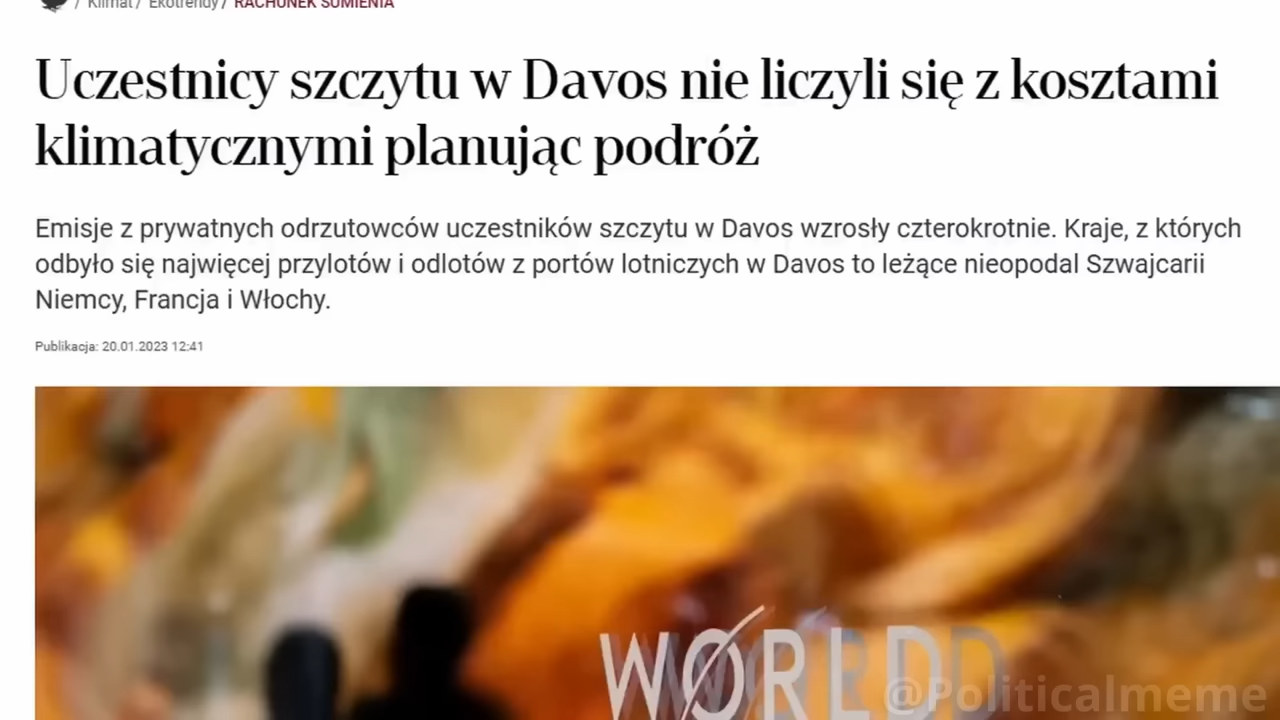 / Klimat / Ekotrendy / RACHUNEK SUMIENIA
Uczestnicy szczytu w Davos nie liczyli się z kosztami
klimatycznymi planując podróż
Emisje z prywatnych odrzutowców uczestników szczytu w Davos wzrosły czterokrotnie. Kraje, z których
odbyło się najwięcej przylotów i odlotów z portów lotniczych w Davos to leżące nieopodal Szwajcarii
Niemcy, Francja i Włochy.
Publikacja: 20.01.2023 12:41
WORLD
@Politicalmeme